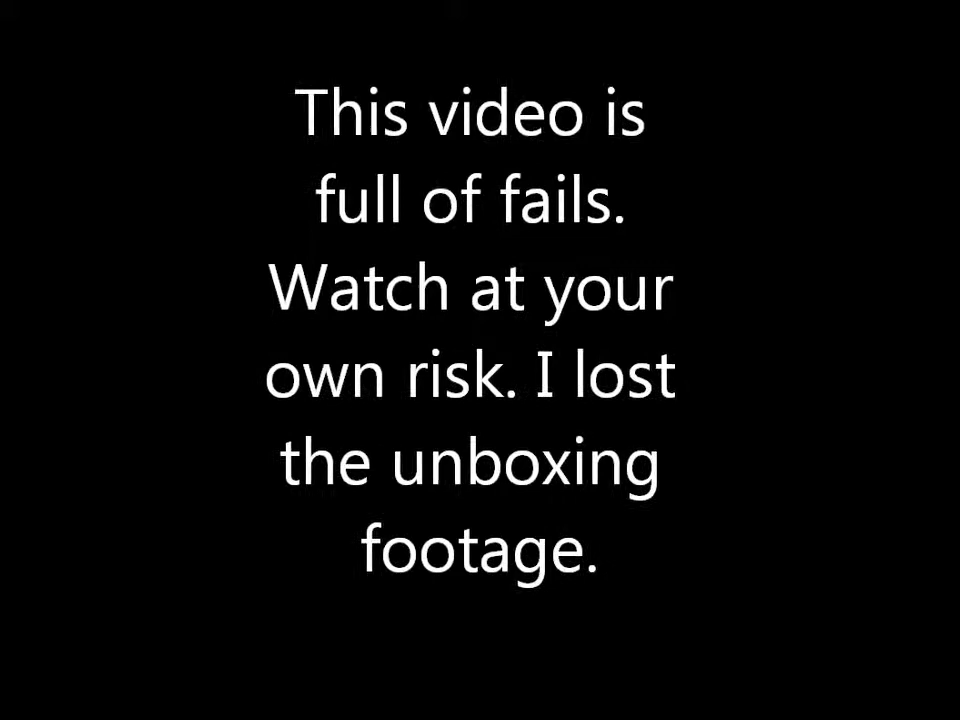 This video is
full of fails.
Watch at your
own risk. I lost
the unboxing
footage.